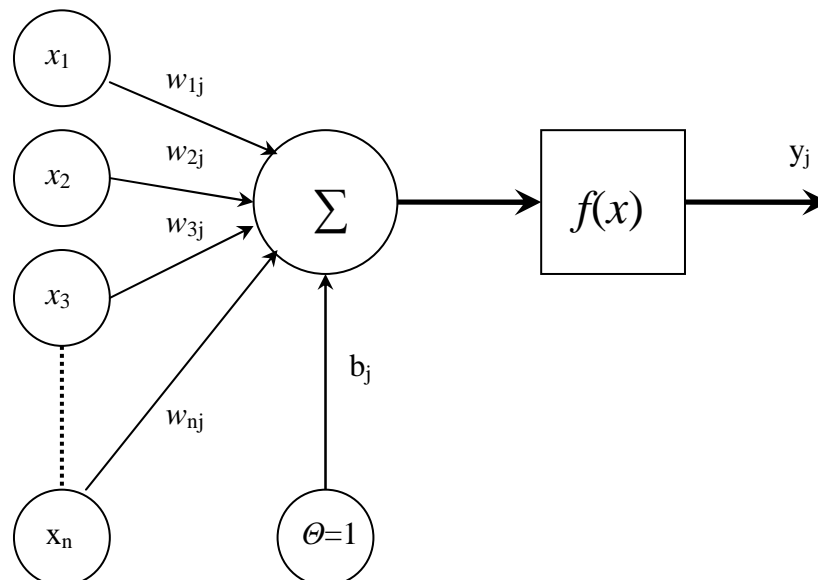 x₁
w₁ⱼ
x₂
w₂ⱼ
x₃
w₃ⱼ
wₙⱼ
xₙ
∑
f(x)
yⱼ
bⱼ
Θ=1